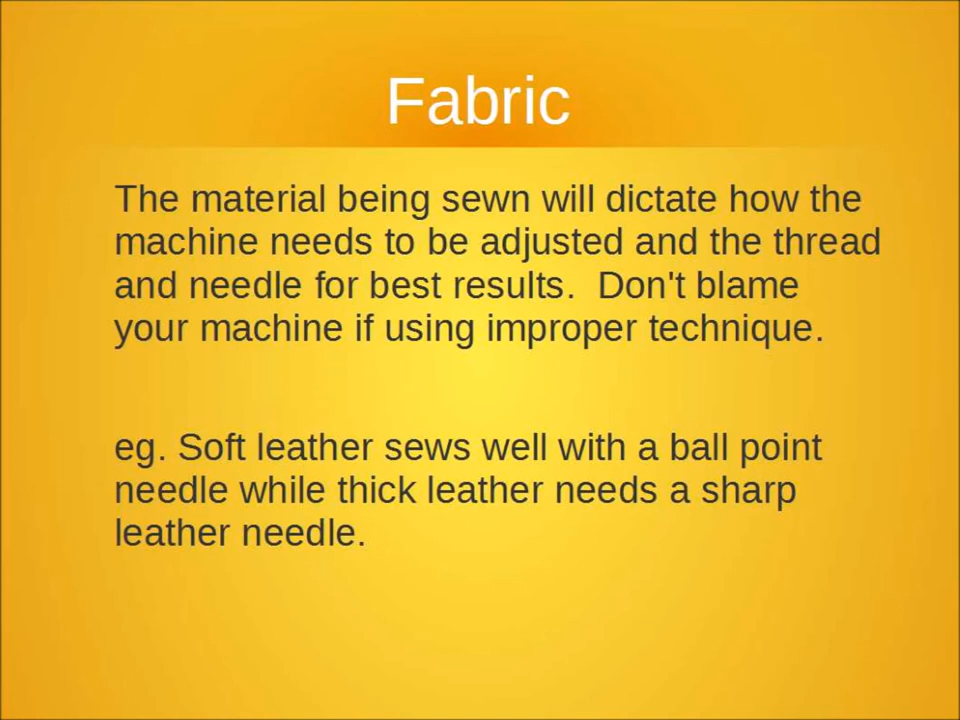 Fabric
The material being sewn will dictate how the
machine needs to be adjusted and the thread
and needle for best results.  Don't blame
your machine if using improper technique.
eg. Soft leather sews well with a ball point
needle while thick leather needs a sharp
leather needle.